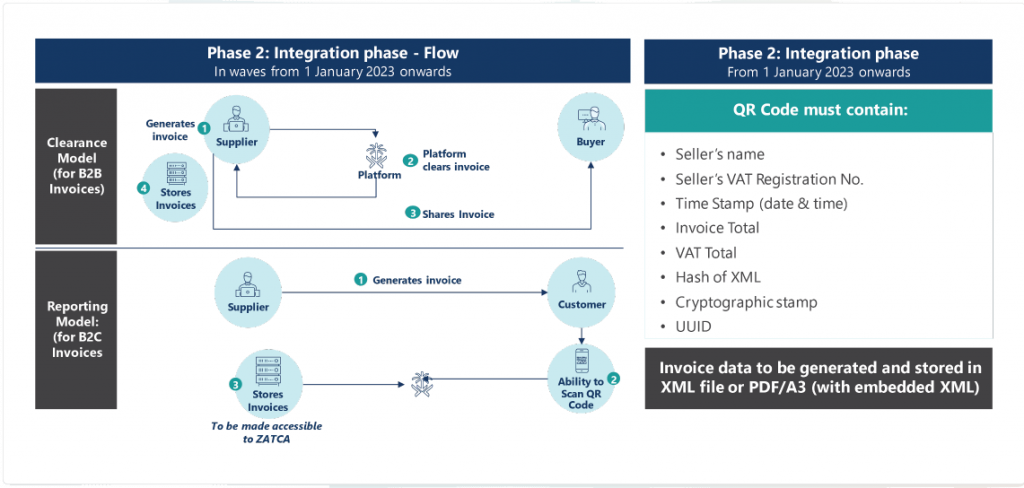 Phase 2: Integration phase - Flow
In waves from 1 January 2023 onwards
Clearance
Model
(for B2B
Invoices)
Generates
invoice
1
Supplier
Platform
2
Platform
clears invoice
Buyer
4
Stores
Invoices
3
Shares Invoice
Reporting
Model:
(for B2C
Invoices
Supplier
1
Generates invoice
Customer
3
Stores
Invoices
To be made accessible
to ZATCA
Ability to
Scan QR
Code
2
Phase 2: Integration phase
From 1 January 2023 onwards
QR Code must contain:
• Seller's name
• Seller's VAT Registration No.
• Time Stamp (date & time)
• Invoice Total
• VAT Total
• Hash of XML
• Cryptographic stamp
• UUID
Invoice data to be generated and stored in
XML file or PDF/A3 (with embedded XML)